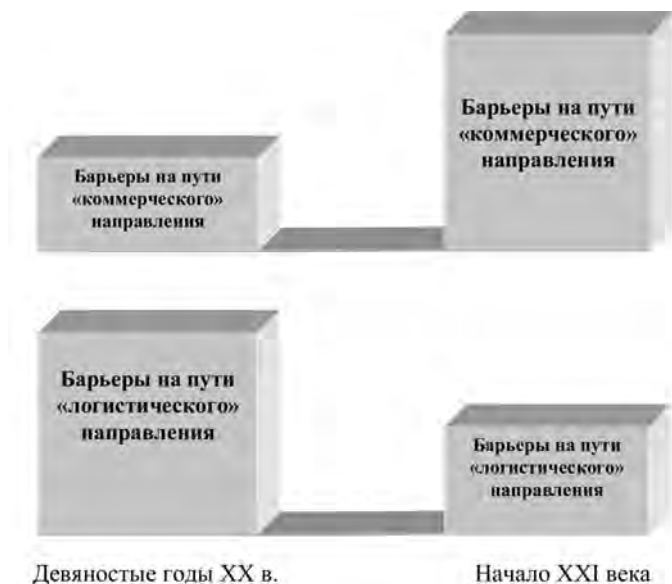 Барьеры на пути
«коммерческого»
направления
Барьеры на пути
«коммерческого»
направления
Барьеры на пути
«логистического»
направления
Барьеры на пути
«логистического»
направления
Девяностые годы XX в.
Начало XXI века